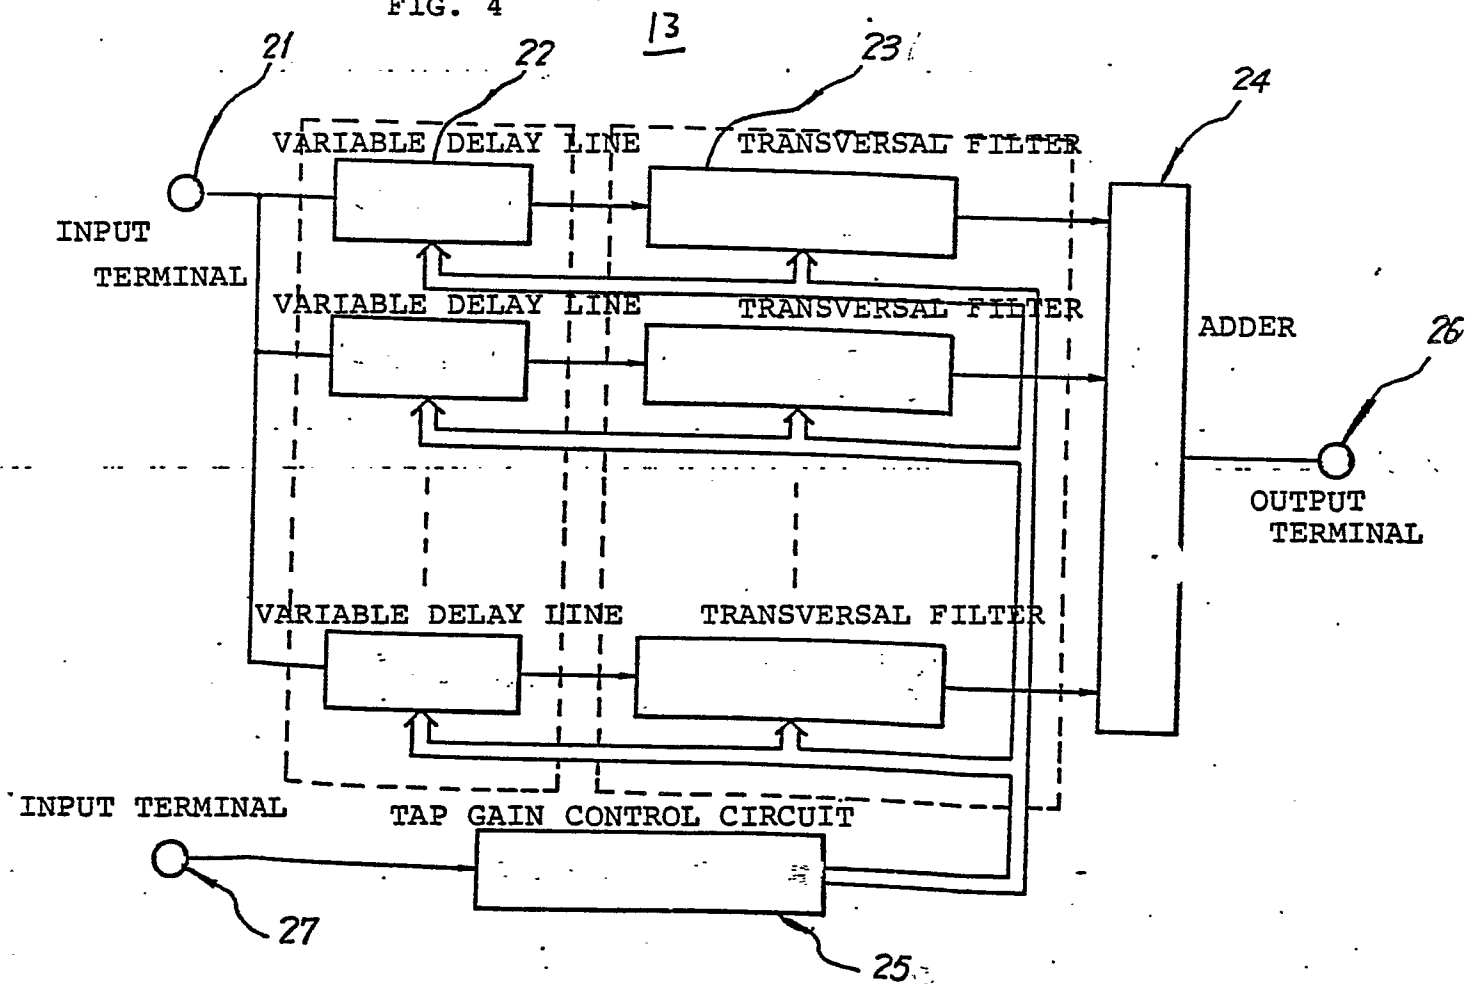 FIG. 4
13
21
22
23
24
VARIABLE DELAY LINE
TRANSVERSAL FILTER
INPUT
TERMINAL
VARIABLE DELAY LINE
TRANSVERSAL FILTER
ADDER
26
OUTPUT
TERMINAL
VARIABLE DELAY LINE
TRANSVERSAL FILTER
INPUT TERMINAL
TAP GAIN CONTROL CIRCUIT
27
25